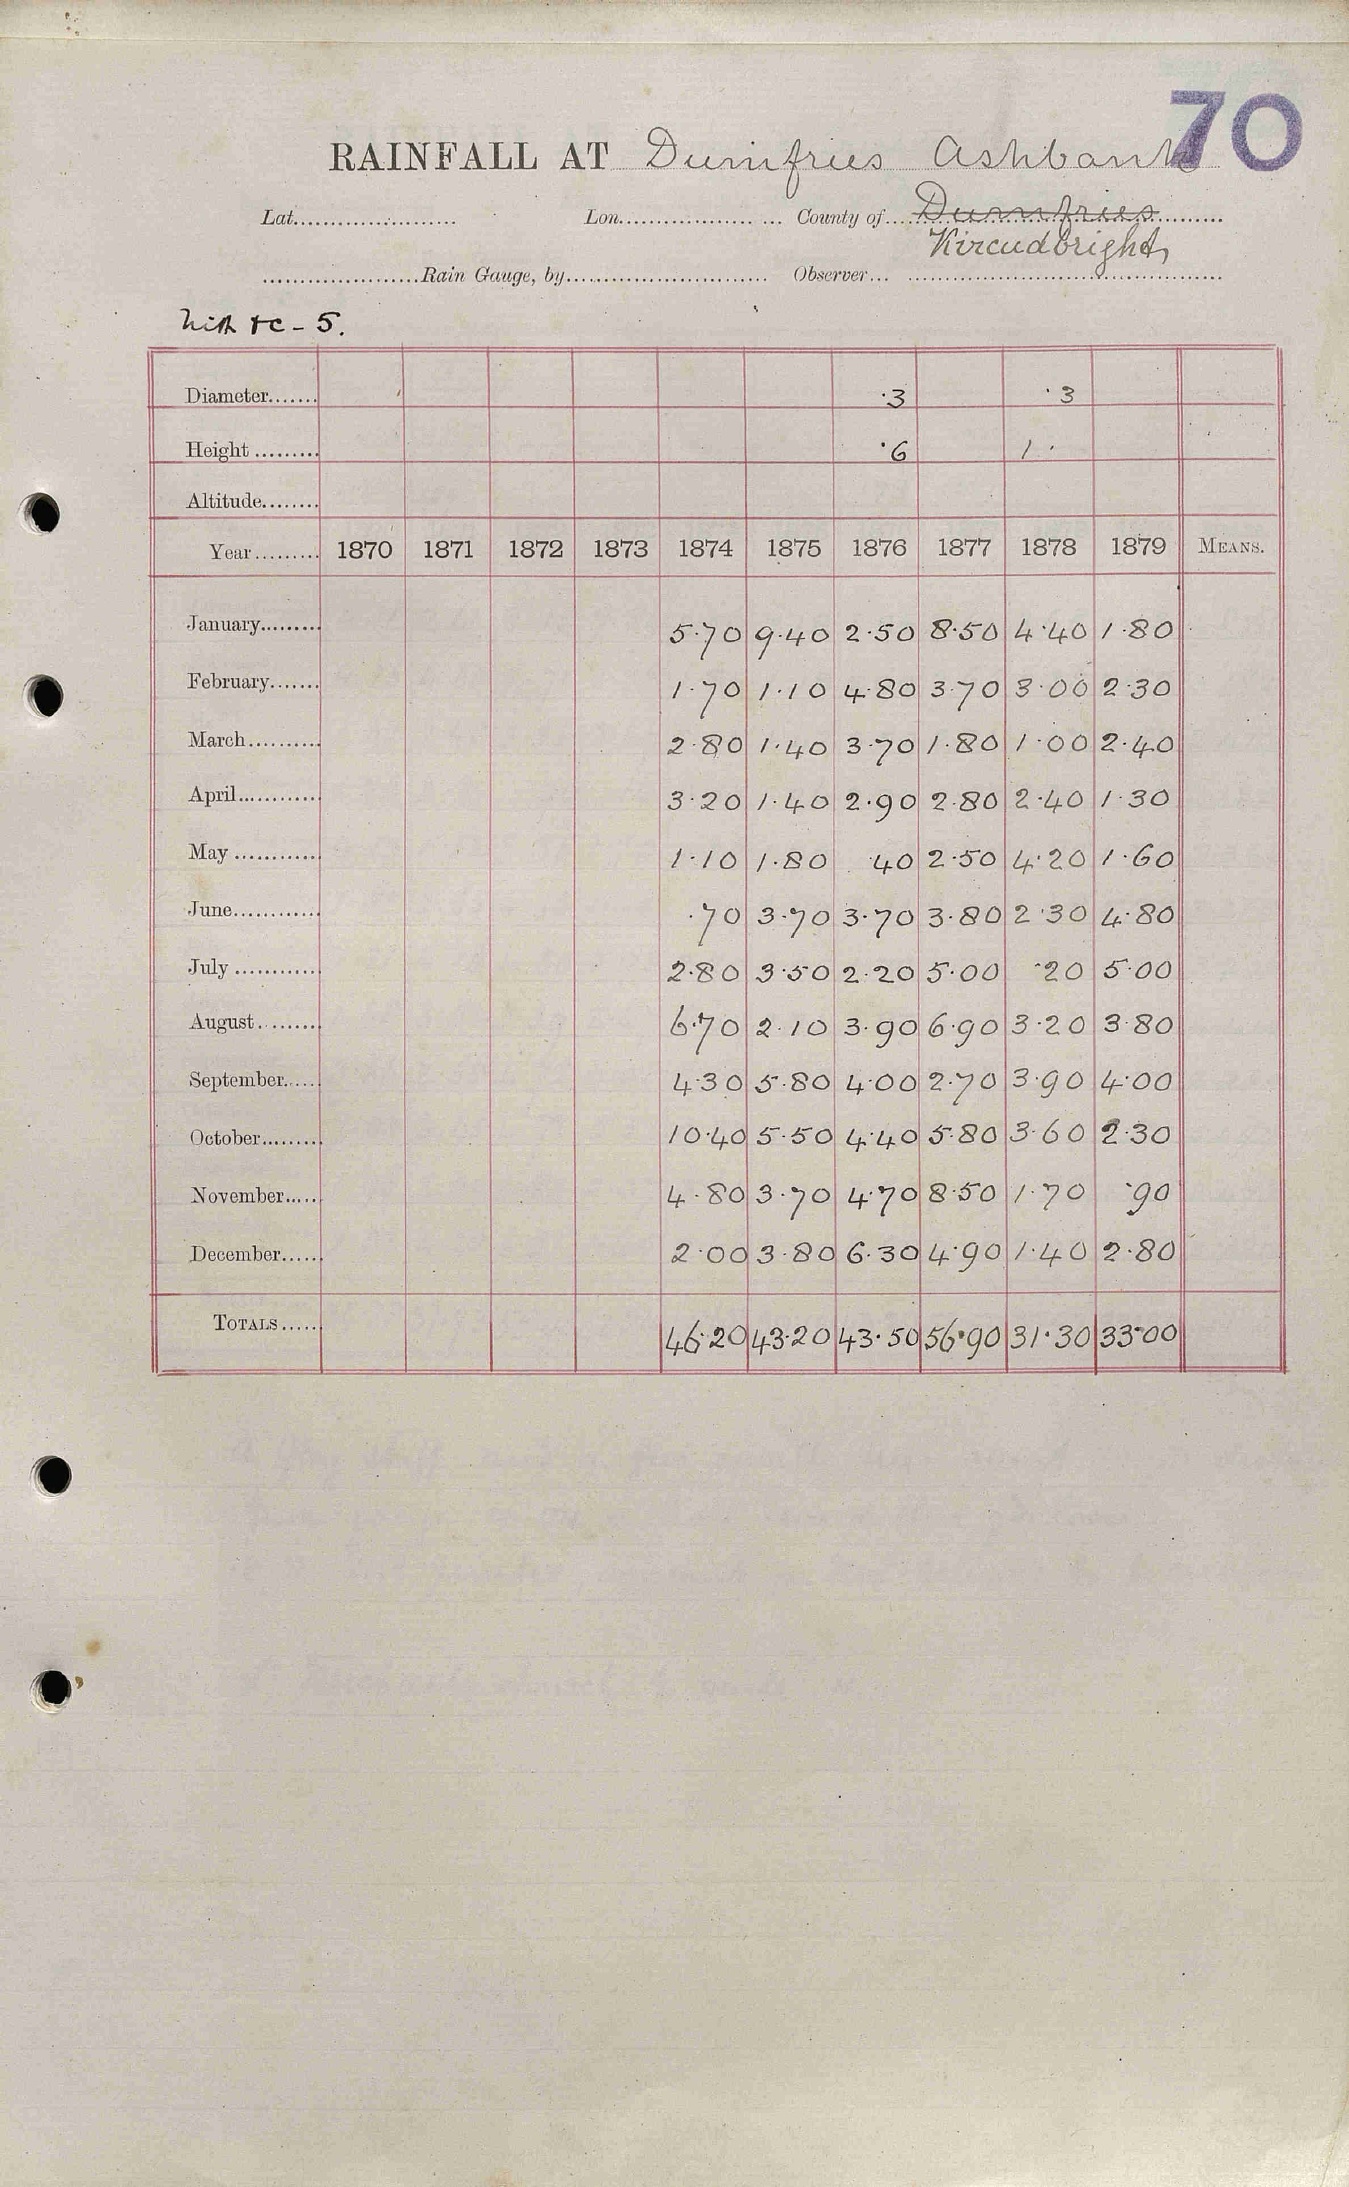 70
RAINFALL AT Dumfries Ashbank
Lat. Lon. County of Dumfries
Kircudbright
Rain Gauge, by Observer
Nith &c - 5.
Diameter ·3 ·3
Height ·6 1·
Altitude
Year 1870 1871 1872 1873 1874 1875 1876 1877 1878 1879 MEANS.
January 5·70 9·40 2·50 8·50 4·40 1·80
February 1·70 1·10 4·80 3·70 3·00 2·30
March 2·80 1·40 3·70 1·80 1·00 2·40
April 3·20 1·40 2·90 2·80 2·40 1·30
May 1·10 1·80 ·40 2·50 4·20 1·60
June ·70 3·70 3·70 3·80 2·30 4·80
July 2·80 3·50 2·20 5·00 ·20 5·00
August 6·70 2·10 3·90 6·90 3·20 3·80
September 4·30 5·80 4·00 2·70 3·90 4·00
October 10·40 5·50 4·40 5·80 3·60 2·30
November 4·80 3·70 4·70 8·50 1·70 ·90
December 2·00 3·80 6·30 4·90 1·40 2·80
TOTALS 46·20 43·20 43·50 56·90 31·30 33·00